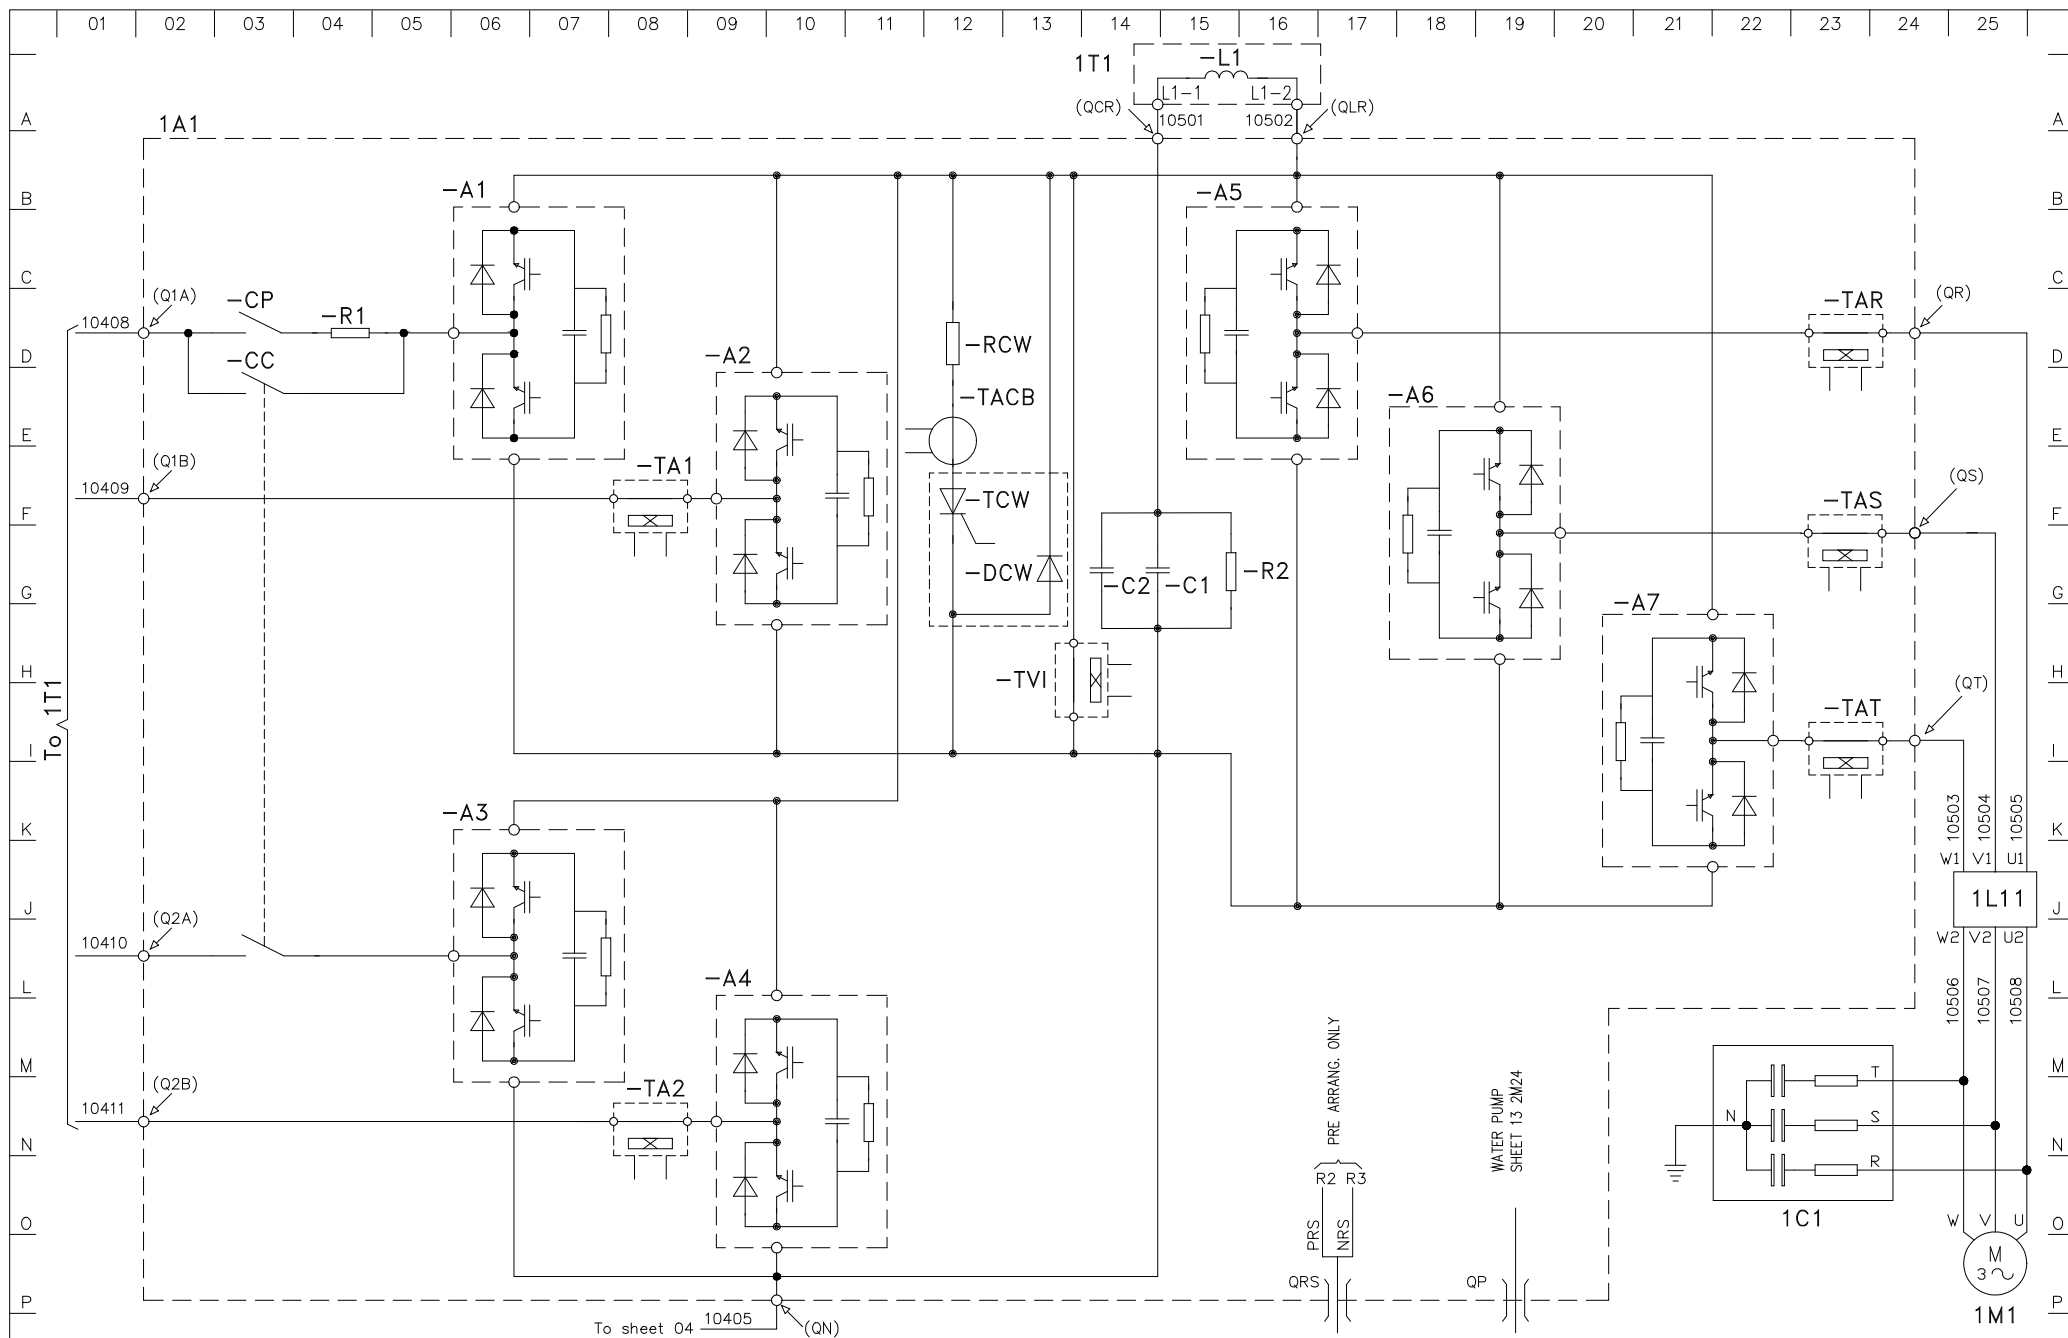 01 02 03 04 05 06 07 08 09 10 11 12 13 14 15 16 17 18 19 20 21 22 23 24 25
1T1 -L1
L1-1 L1-2
(QCR) (QLR)
A 10501 10502 A
1A1
B -A1 -A5 B
C (Q1A) -CP C
-TAR (QR)
10408 -R1
-RCW
D -CC -A2 D
-TACB -A6
E E
(Q1B) -TA1 -TAS (QS)
10409 -TCW
F F
-DCW -C2 -C1 -R2
G G
-A7
H -TVI H
To 1T1
-TAT (QT)
I I
-A3
K 10503 10504 10505 K
W1 V1 U1
1L11
J (Q2A) J
10410 W2 V2 U2
-A4
L 10506 10507 10508 L
M (Q2B) -TA2 M
10411
PRE ARRANG. ONLY
WATER PUMP
SHEET 13 2M24
T
N S
R
N N
R2 R3
PRS NRS
1C1
O W V U O
M
3
QRS QP
P P
1M1
To sheet 04 10405 (QN)